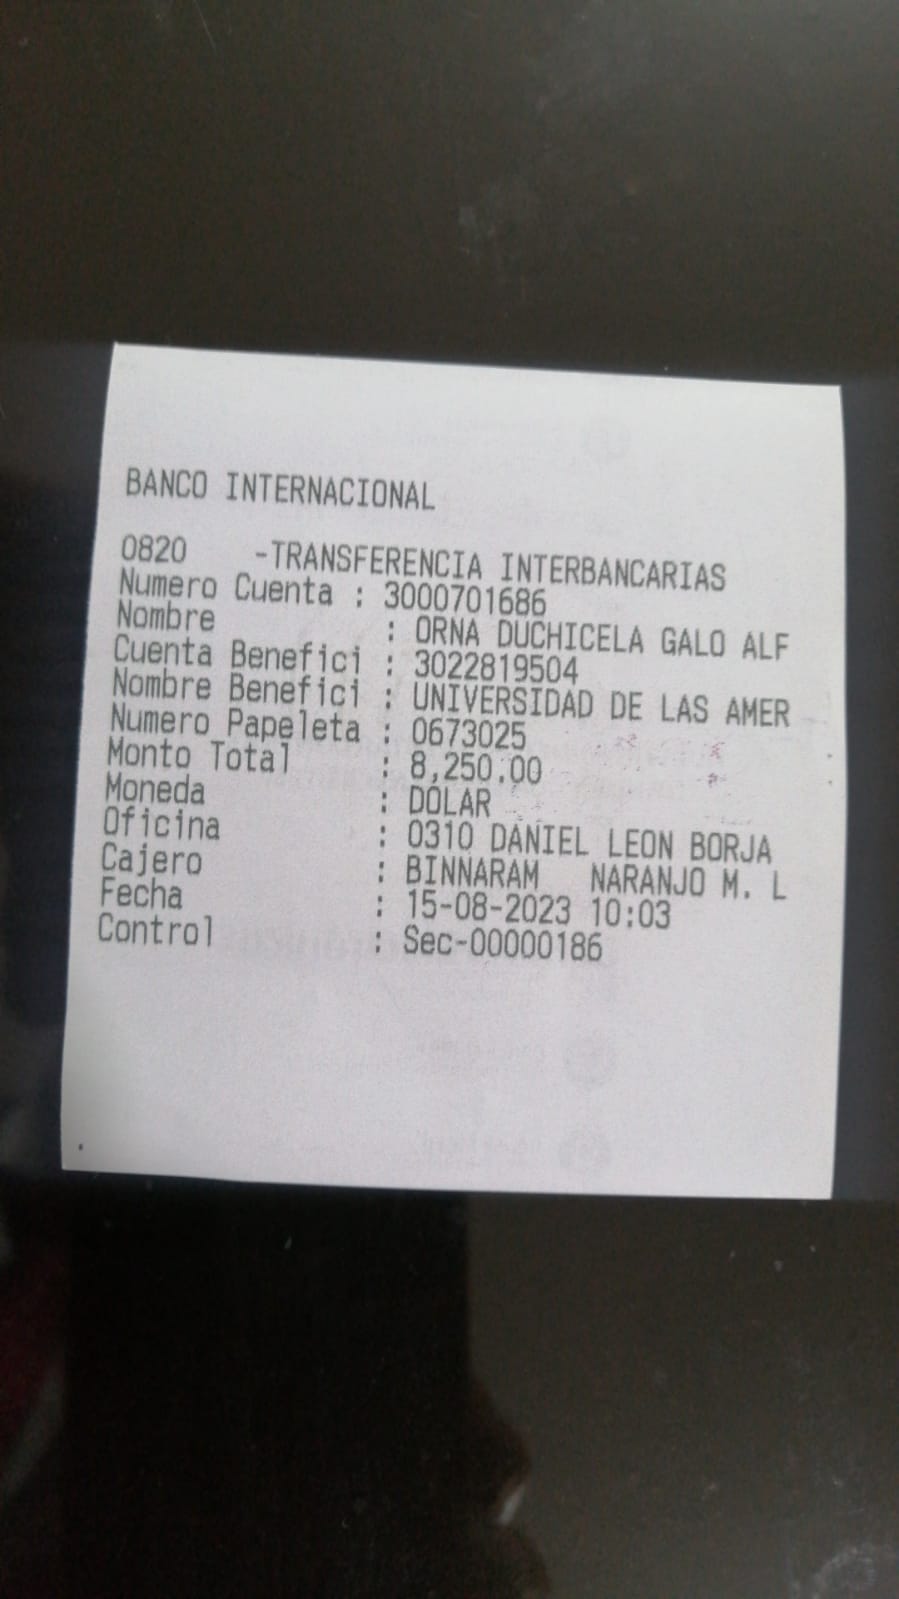 BANCO INTERNACIONAL
0820 -TRANSFERENCIA INTERBANCARIAS
Numero Cuenta : 3000701686
Nombre : ORNA DUCHICELA GALO ALF
Cuenta Benefici : 3022819504
Nombre Benefici : UNIVERSIDAD DE LAS AMER
Numero Papeleta : 0673025
Monto Total : 8,250.00
Moneda : DOLAR
Oficina : 0310 DANIEL LEON BORJA
Cajero : BINNARAM NARANJO M. L
Fecha : 15-08-2023 10:03
Control : Sec-00000186